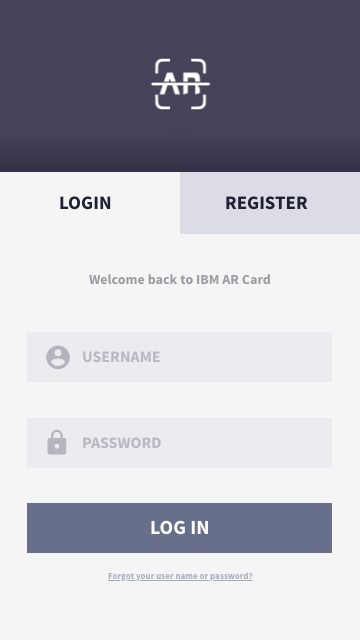 AR
LOGIN
REGISTER
Welcome back to IBM AR Card
USERNAME
PASSWORD
LOG IN
Forgot your user name or password?